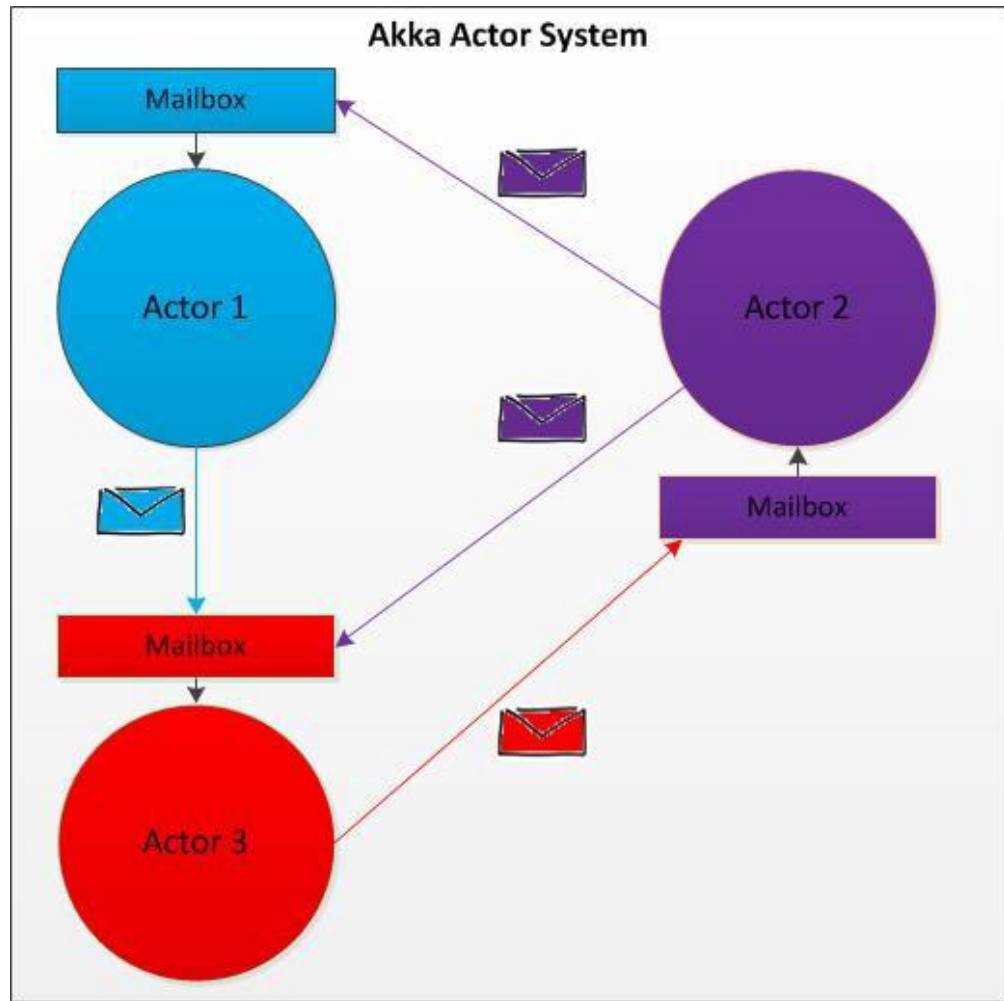 Akka Actor System
Mailbox
Actor 1
Actor 2
Mailbox
Mailbox
Actor 3